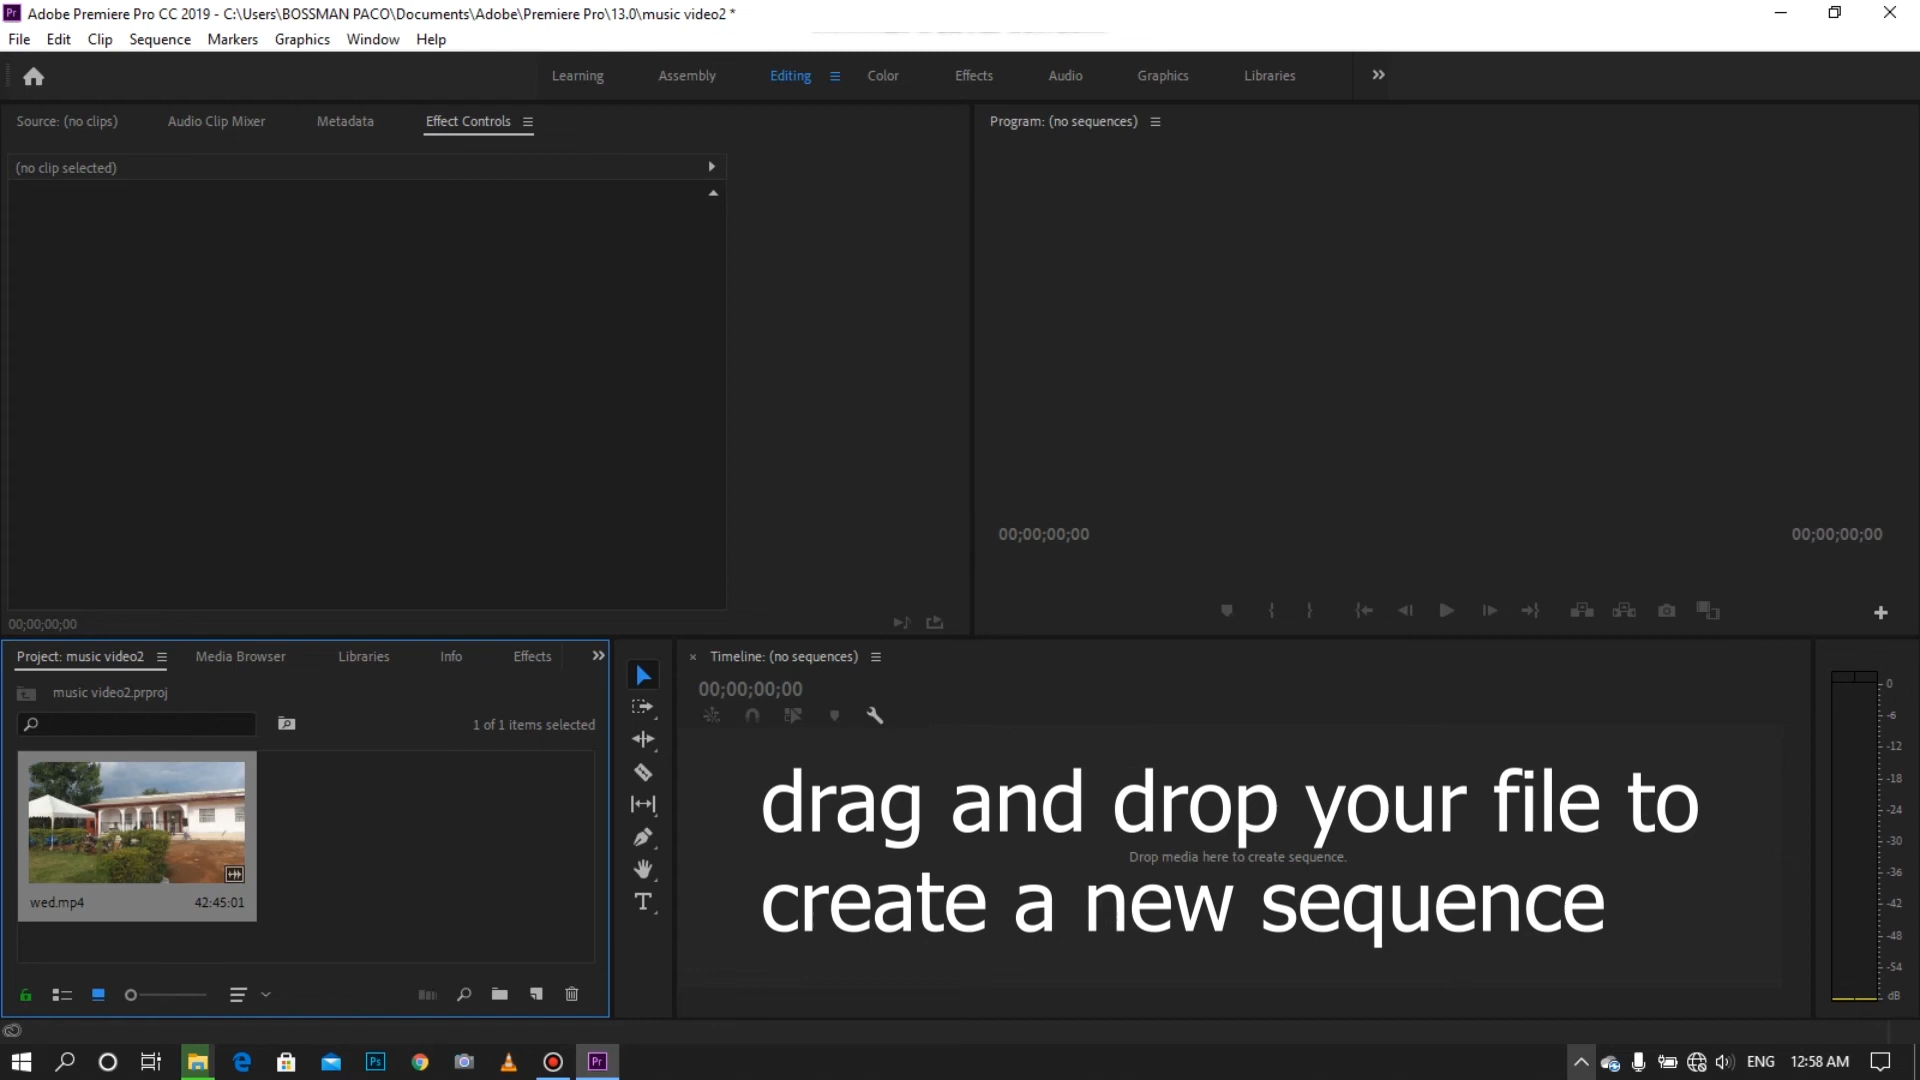 Adobe Premiere Pro CC 2019 - C:\Users\BOSSMAN PACO\Documents\Adobe\Premiere Pro\13.0\music video2 *
File Edit Clip Sequence Markers Graphics Window Help
Learning Assembly Editing Color Effects Audio Graphics Libraries
Source: (no clips) Audio Clip Mixer Metadata Effect Controls
Program: (no sequences)
(no clip selected)
00;00;00;00 00;00;00;00
00;00;00;00
Project: music video2 Media Browser Libraries Info Effects
music video2.prproj
1 of 1 items selected
wed.mp4 42:45:01
Timeline: (no sequences)
00;00;00;00
drag and drop your file to
Drop media here to create sequence.
create a new sequence
0
-6
-12
-18
-24
-30
-36
-42
-48
-54
dB
ENG 12:58 AM